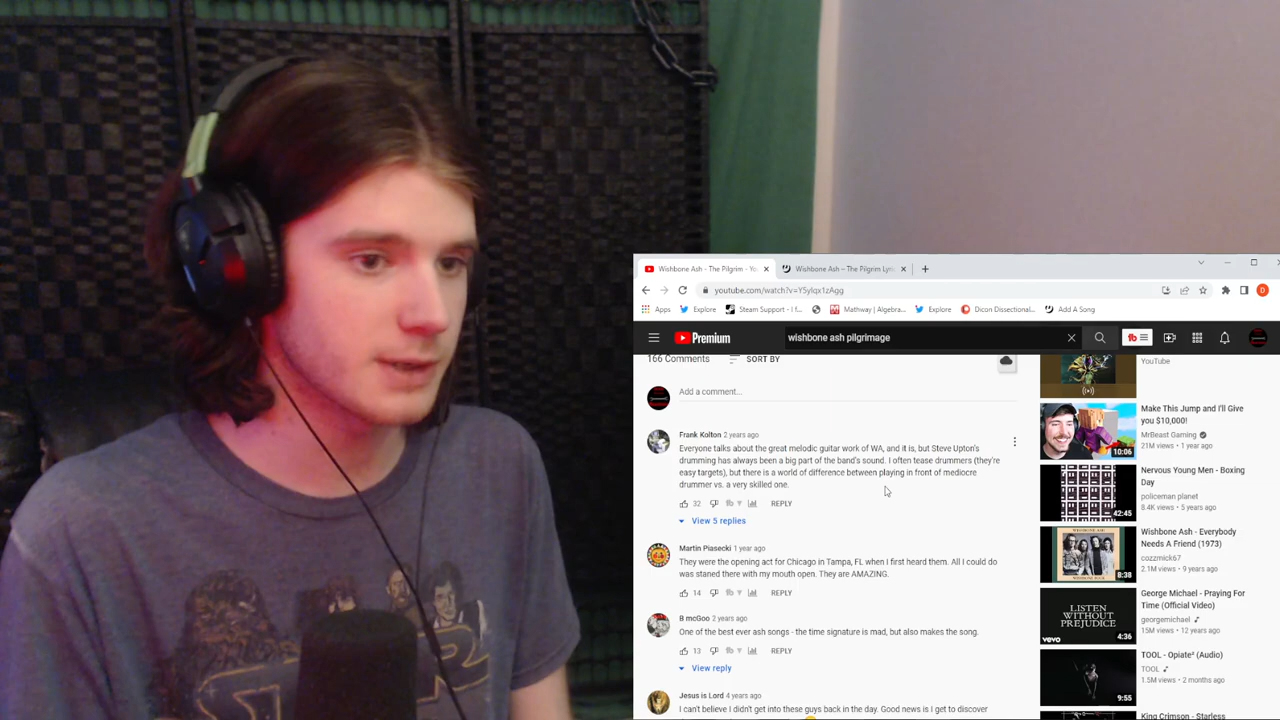 Wishbone Ash - The Pilgrim - Yo
Wishbone Ash – The Pilgrim Lyri
youtube.com/watch?v=Y5yIqx1zAgg
Apps
Explore
Steam Support - I f...
Mathway | Algebra...
Explore
Dicon Dissectional...
Add A Song
Premium
wishbone ash pilgrimage
166 Comments
SORT BY
Add a comment...
Frank Kolton 2 years ago
Everyone talks about the great melodic guitar work of WA, and it is, but Steve Upton's
drumming has always been a big part of the band's sound. I often tease drummers (they're
easy targets), but there is a world of difference between playing in front of mediocre
drummer vs. a very skilled one.
32
REPLY
View 5 replies
Martin Piasecki 1 year ago
They were the opening act for Chicago in Tampa, FL when I first heard them. All I could do
was staned there with my mouth open. They are AMAZING.
14
REPLY
B mcGoo 2 years ago
One of the best ever ash songs - the time signature is mad, but also makes the song.
13
REPLY
View reply
Jesus is Lord 4 years ago
I can't believe I didn't get into these guys back in the day. Good news is I get to discover
YouTube
Make This Jump and I'll Give
you $10,000!
MrBeast Gaming
21M views • 1 year ago
10:06
Nervous Young Men - Boxing
Day
policeman planet
8.4K views • 5 years ago
42:45
Wishbone Ash - Everybody
Needs A Friend (1973)
cozzmick67
2.1M views • 9 years ago
8:38
George Michael - Praying For
Time (Official Video)
georgemichael
15M views • 12 years ago
LISTEN
WITHOUT
PREJUDICE
vevo
4:36
TOOL - Opiate² (Audio)
TOOL
1.5M views • 2 months ago
9:55
King Crimson - Starless